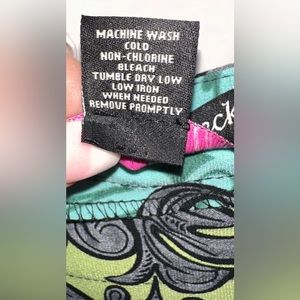 MACHINE WASH
COLD
NON-CHLORINE
BLEACH
TUMBLE DRY LOW
LOW IRON
WHEN NEEDED
REMOVE PROMPTLY